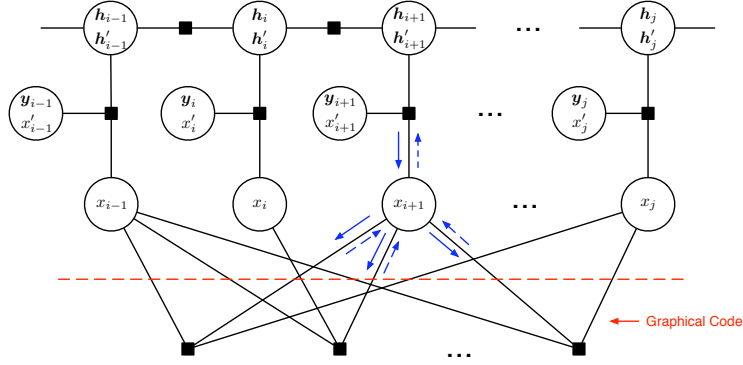 h_{i−1} h_i h_{i+1} ... h_j
h′_{i−1} h′_i h′_{i+1} h′_j
y_{i−1} y_i y_{i+1} ... y_j
x′_{i−1} x′_i x′_{i+1} x′_j
x_{i−1} x_i x_{i+1} ... x_j
Graphical Code
...